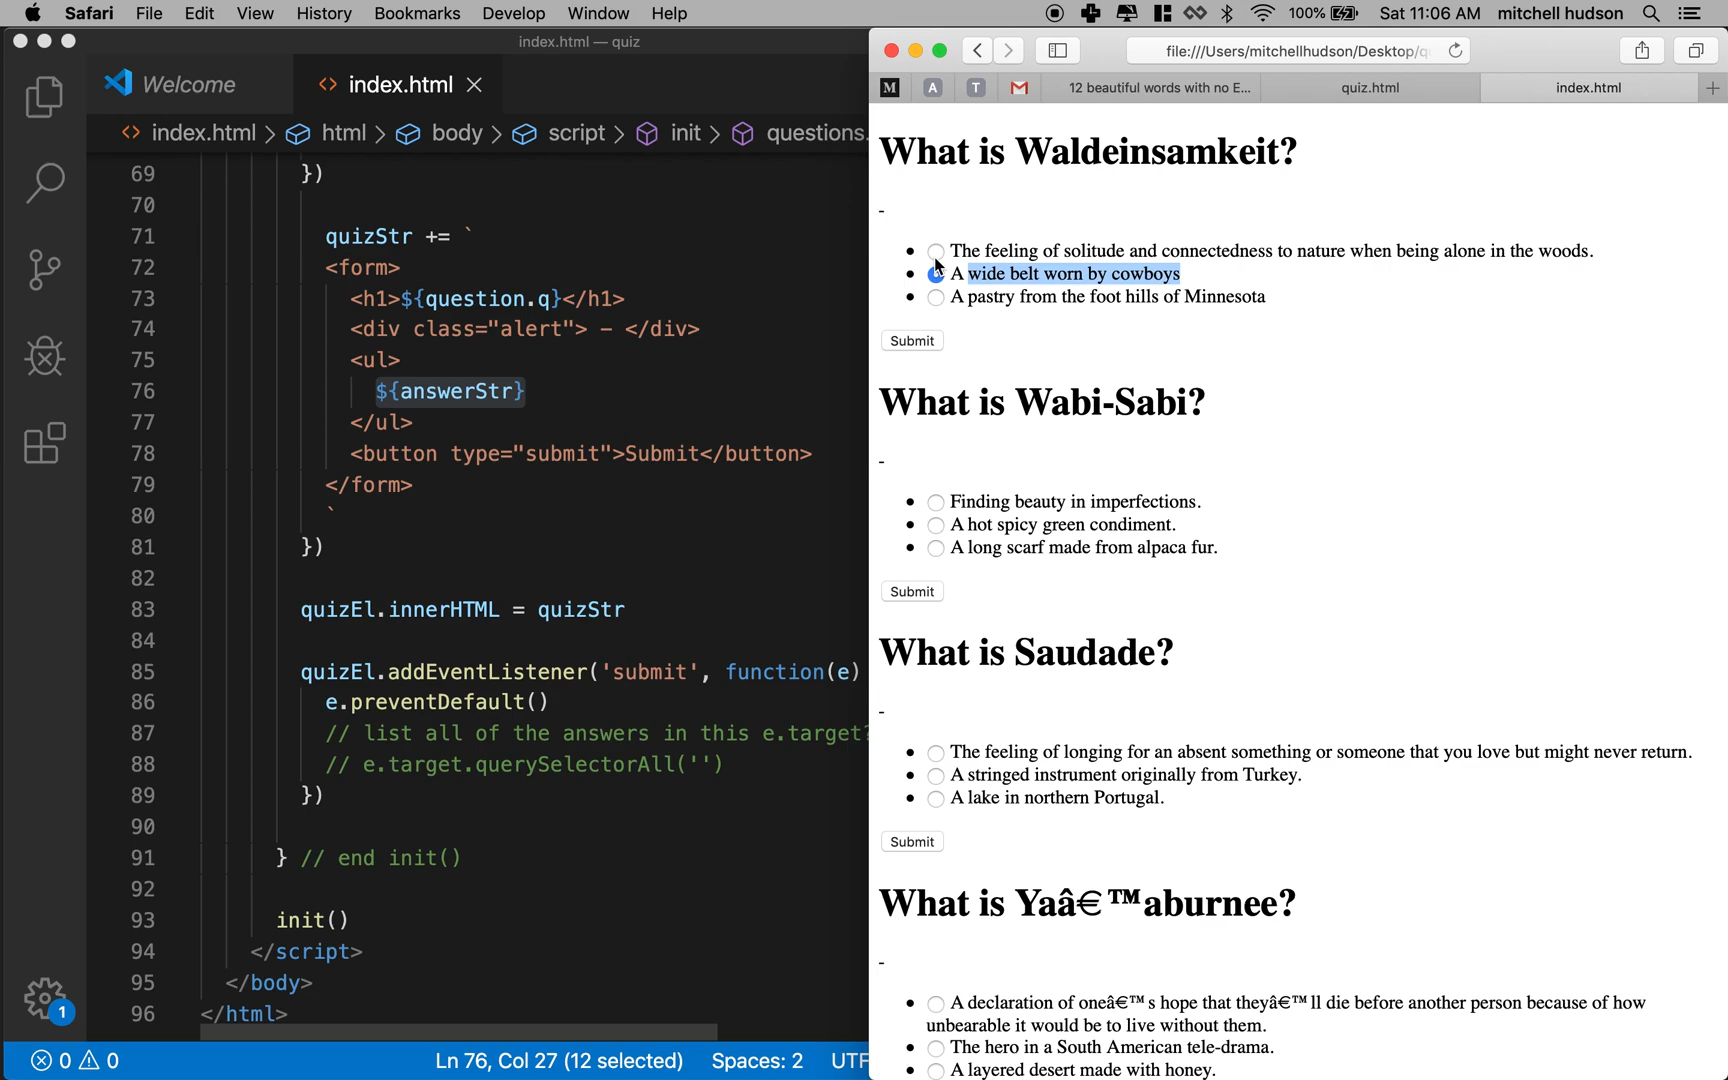 Safari File Edit View History Bookmarks Develop Window Help 100% Sat 11:06 AM mitchell hudson
index.html — quiz
Welcome index.html
index.html > html > body > script > init > questions.
69 })
70
71 quizStr += `
72 <form>
73 <h1>${question.q}</h1>
74 <div class="alert"> - </div>
75 <ul>
76 ${answerStr}
77 </ul>
78 <button type="submit">Submit</button>
79 </form>
80 `
81 })
82
83 quizEl.innerHTML = quizStr
84
85 quizEl.addEventListener('submit', function(e)
86 e.preventDefault()
87 // list all of the answers in this e.target?
88 // e.target.querySelectorAll('')
89 })
90
91 } // end init()
92
93 init()
94 </script>
95 </body>
96 </html>
1
0 0 Ln 76, Col 27 (12 selected) Spaces: 2 UTF
file:///Users/mitchellhudson/Desktop/q
M A T 12 beautiful words with no E... quiz.html index.html
What is Waldeinsamkeit?
-
• The feeling of solitude and connectedness to nature when being alone in the woods.
• A wide belt worn by cowboys
• A pastry from the foot hills of Minnesota
Submit
What is Wabi-Sabi?
-
• Finding beauty in imperfections.
• A hot spicy green condiment.
• A long scarf made from alpaca fur.
Submit
What is Saudade?
-
• The feeling of longing for an absent something or someone that you love but might never return.
• A stringed instrument originally from Turkey.
• A lake in northern Portugal.
Submit
What is Yaâ€™aburnee?
-
• A declaration of oneâ€™s hope that theyâ€™ll die before another person because of how
unbearable it would be to live without them.
• The hero in a South American tele-drama.
• A layered desert made with honey.